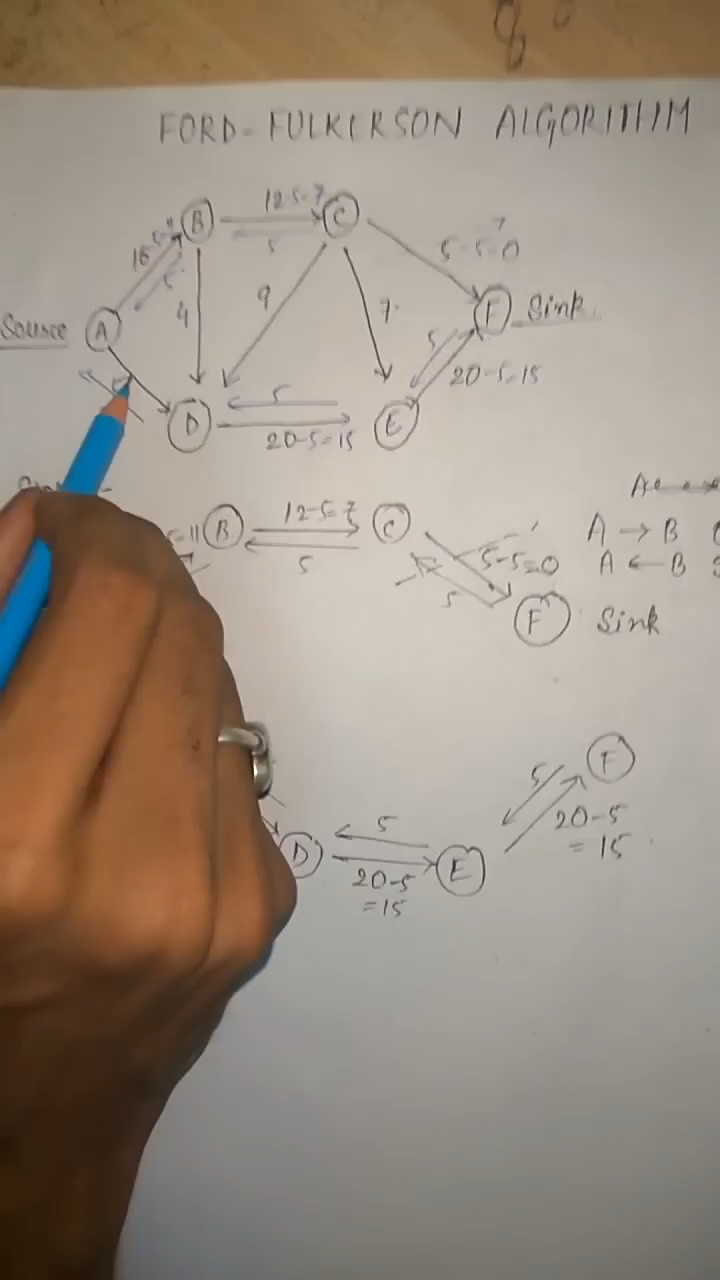 FORD-FULKERSON ALGORITHM
12-5=7
B
C
5
7
5-5=0
16
5
4
9
7
Source
A
F
Sink
5
20-5=15
5
D
E
20-5=15
B
12-5=7
C
5
A → B
A ← B
5-5=0
5
F
Sink
F
5
20-5
= 15
5
D
E
20-5
=15